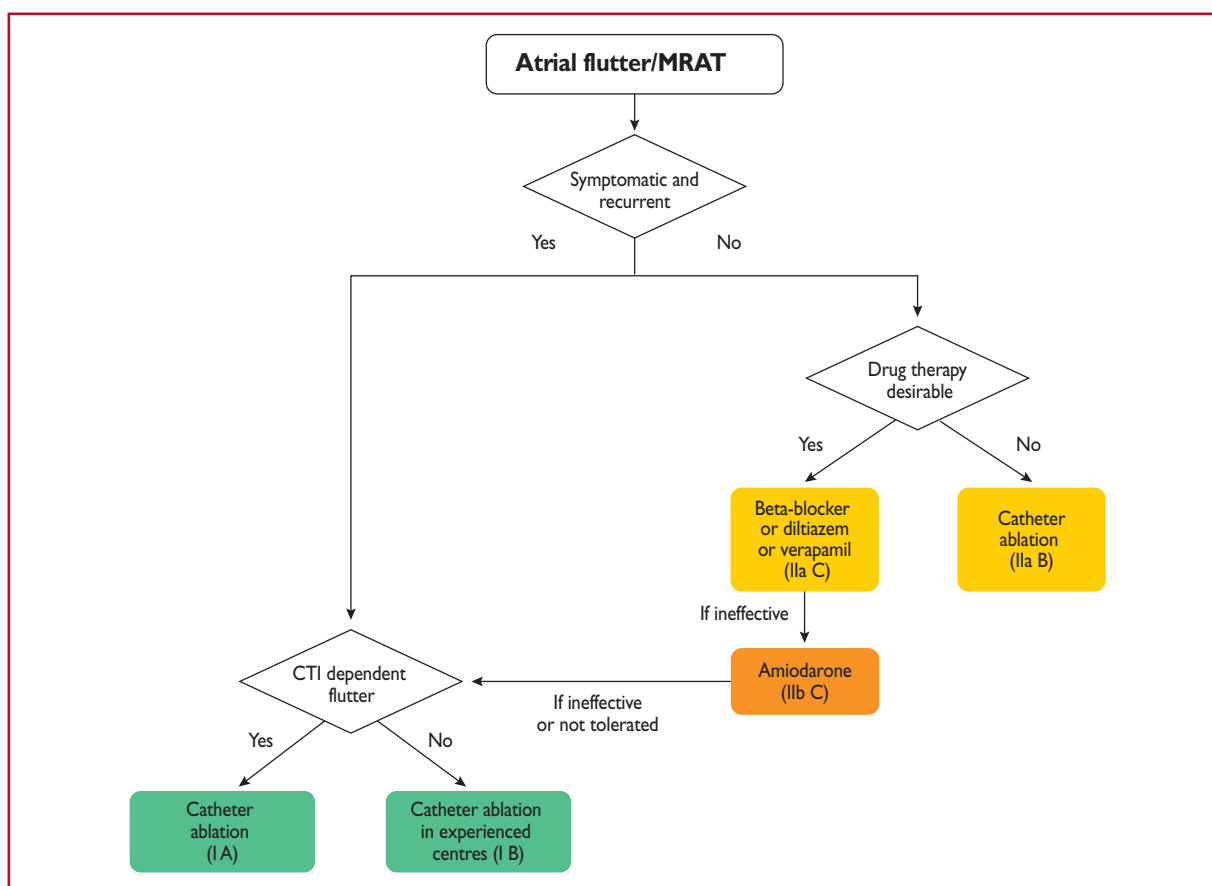 Atrial flutter/MRAT
Symptomatic and
recurrent
Yes
No
Drug therapy
desirable
Yes
No
Beta-blocker
or diltiazem
or verapamil
(IIa C)
Catheter
ablation
(IIa B)
If ineffective
Amiodarone
(IIb C)
If ineffective
or not tolerated
CTI dependent
flutter
Yes
No
Catheter
ablation
(I A)
Catheter ablation
in experienced
centres (I B)